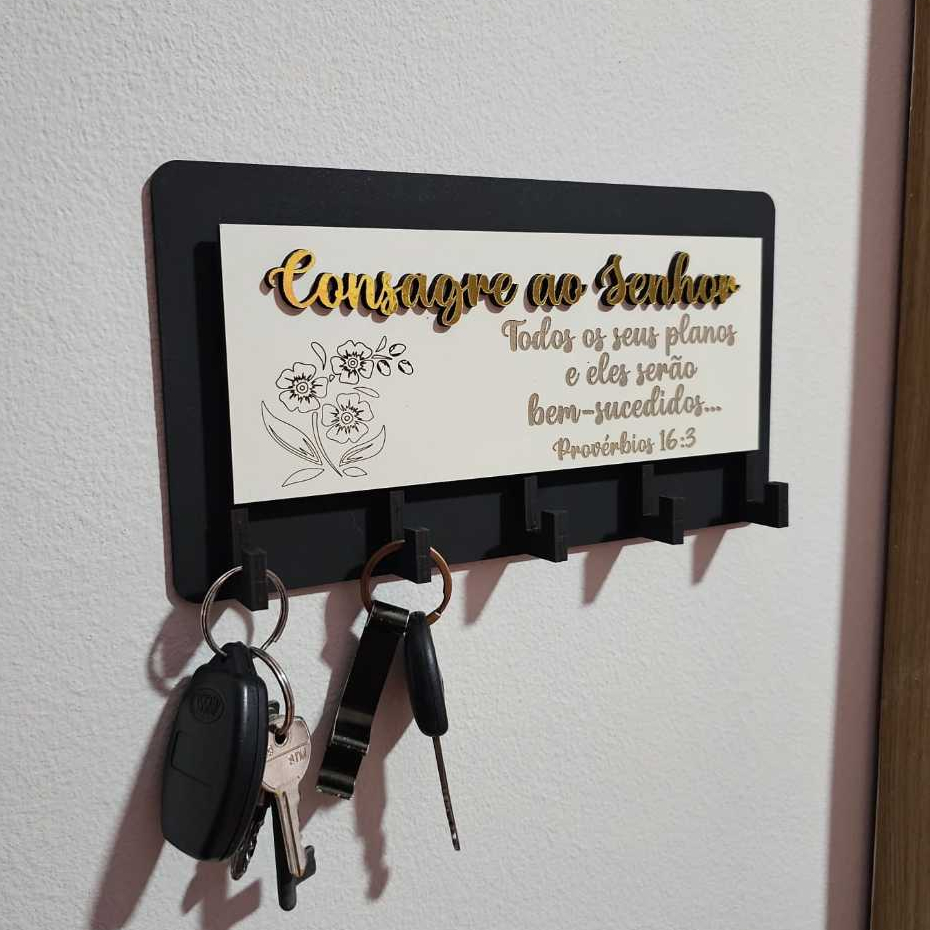 Consagre ao Senhor
Todos os seus planos
e eles serão
bem-sucedidos...
Provérbios 16:3